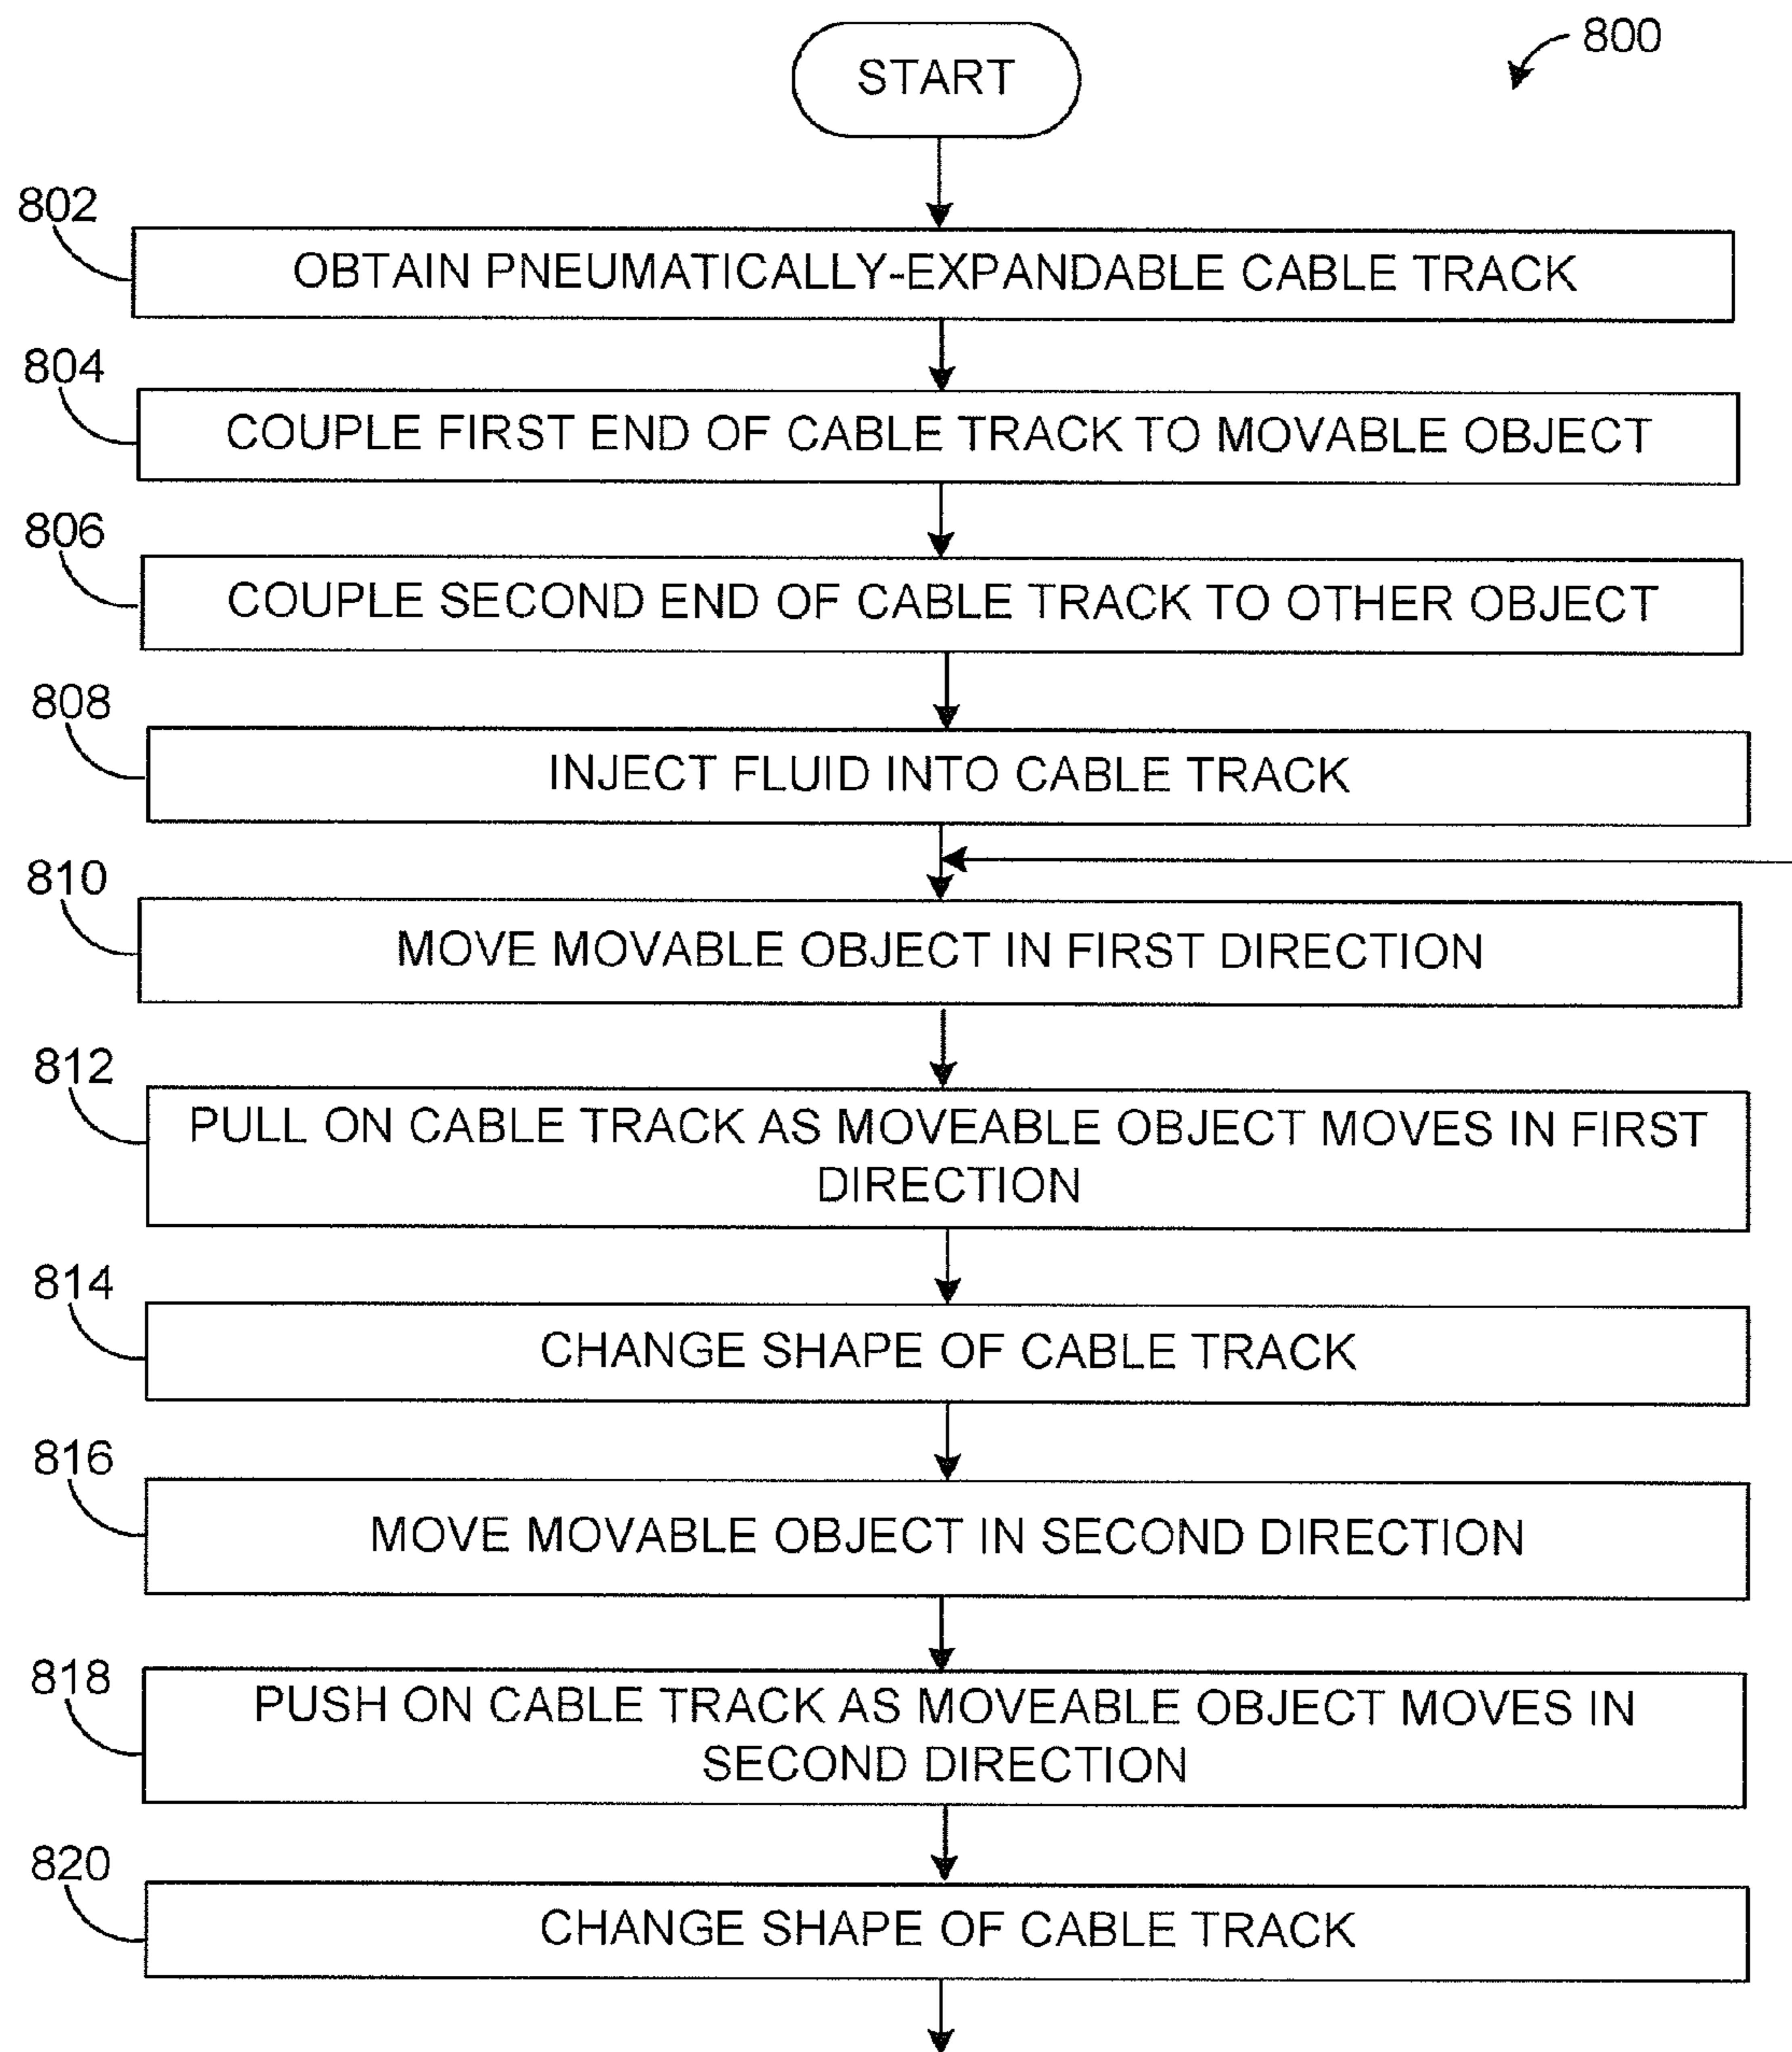 START
800
802
OBTAIN PNEUMATICALLY-EXPANDABLE CABLE TRACK
804
COUPLE FIRST END OF CABLE TRACK TO MOVABLE OBJECT
806
COUPLE SECOND END OF CABLE TRACK TO OTHER OBJECT
808
INJECT FLUID INTO CABLE TRACK
810
MOVE MOVABLE OBJECT IN FIRST DIRECTION
812
PULL ON CABLE TRACK AS MOVEABLE OBJECT MOVES IN FIRST
DIRECTION
814
CHANGE SHAPE OF CABLE TRACK
816
MOVE MOVABLE OBJECT IN SECOND DIRECTION
818
PUSH ON CABLE TRACK AS MOVEABLE OBJECT MOVES IN
SECOND DIRECTION
820
CHANGE SHAPE OF CABLE TRACK